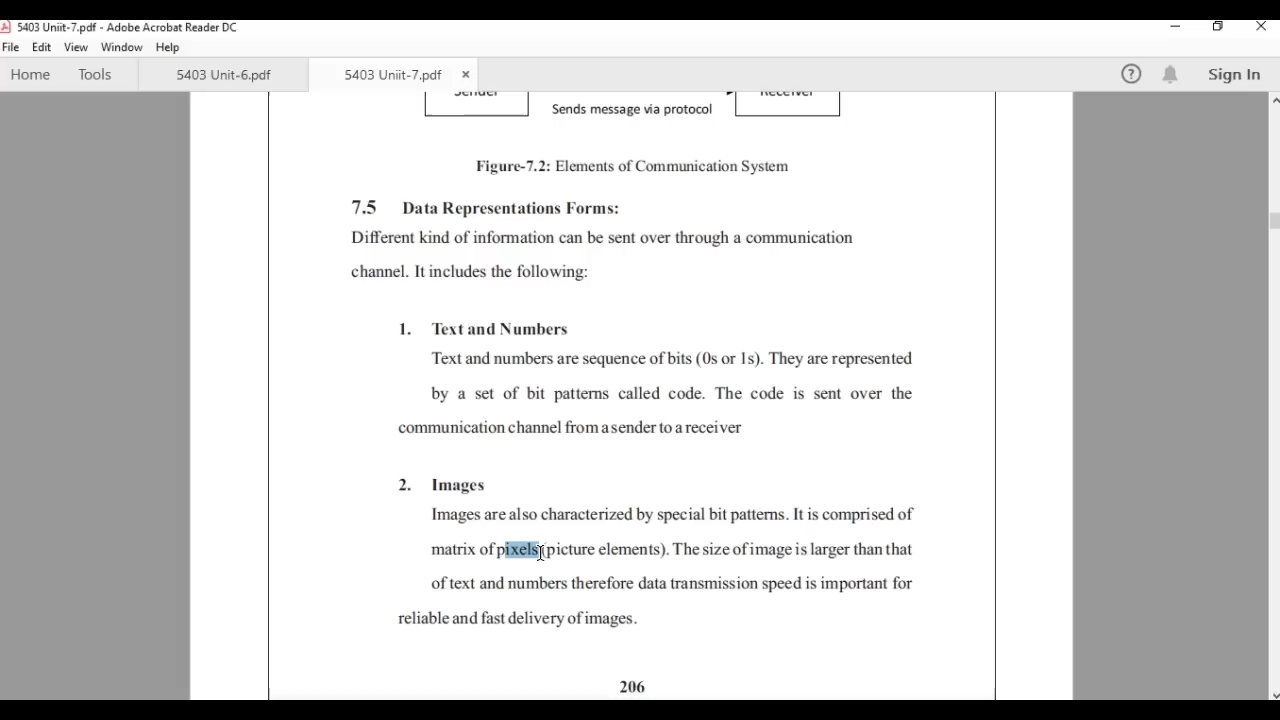 5403 Uniit-7.pdf - Adobe Acrobat Reader DC
File Edit View Window Help
Home Tools 5403 Unit-6.pdf 5403 Uniit-7.pdf × ? Sign In
Sender Receiver
Sends message via protocol
Figure-7.2: Elements of Communication System
7.5 Data Representations Forms:
Different kind of information can be sent over through a communication
channel. It includes the following:
1. Text and Numbers
Text and numbers are sequence of bits (0s or 1s). They are represented
by a set of bit patterns called code. The code is sent over the
communication channel from a sender to a receiver
2. Images
Images are also characterized by special bit patterns. It is comprised of
matrix of pixels (picture elements). The size of image is larger than that
of text and numbers therefore data transmission speed is important for
reliable and fast delivery of images.
206